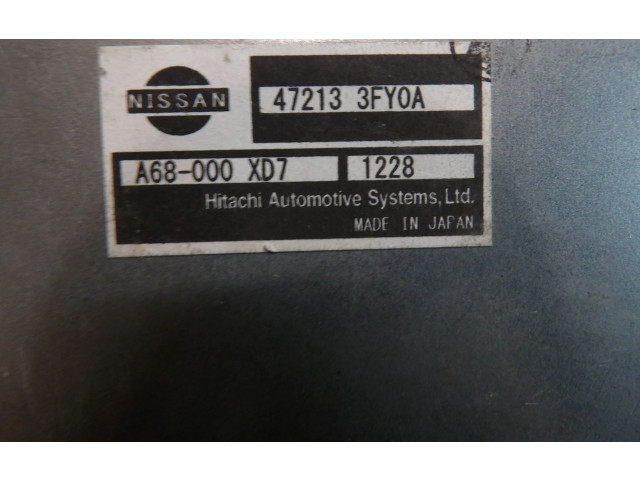 NISSAN
47213 3FY0A
A68-000 XD7 1228
Hitachi Automotive Systems, Ltd.
MADE IN JAPAN